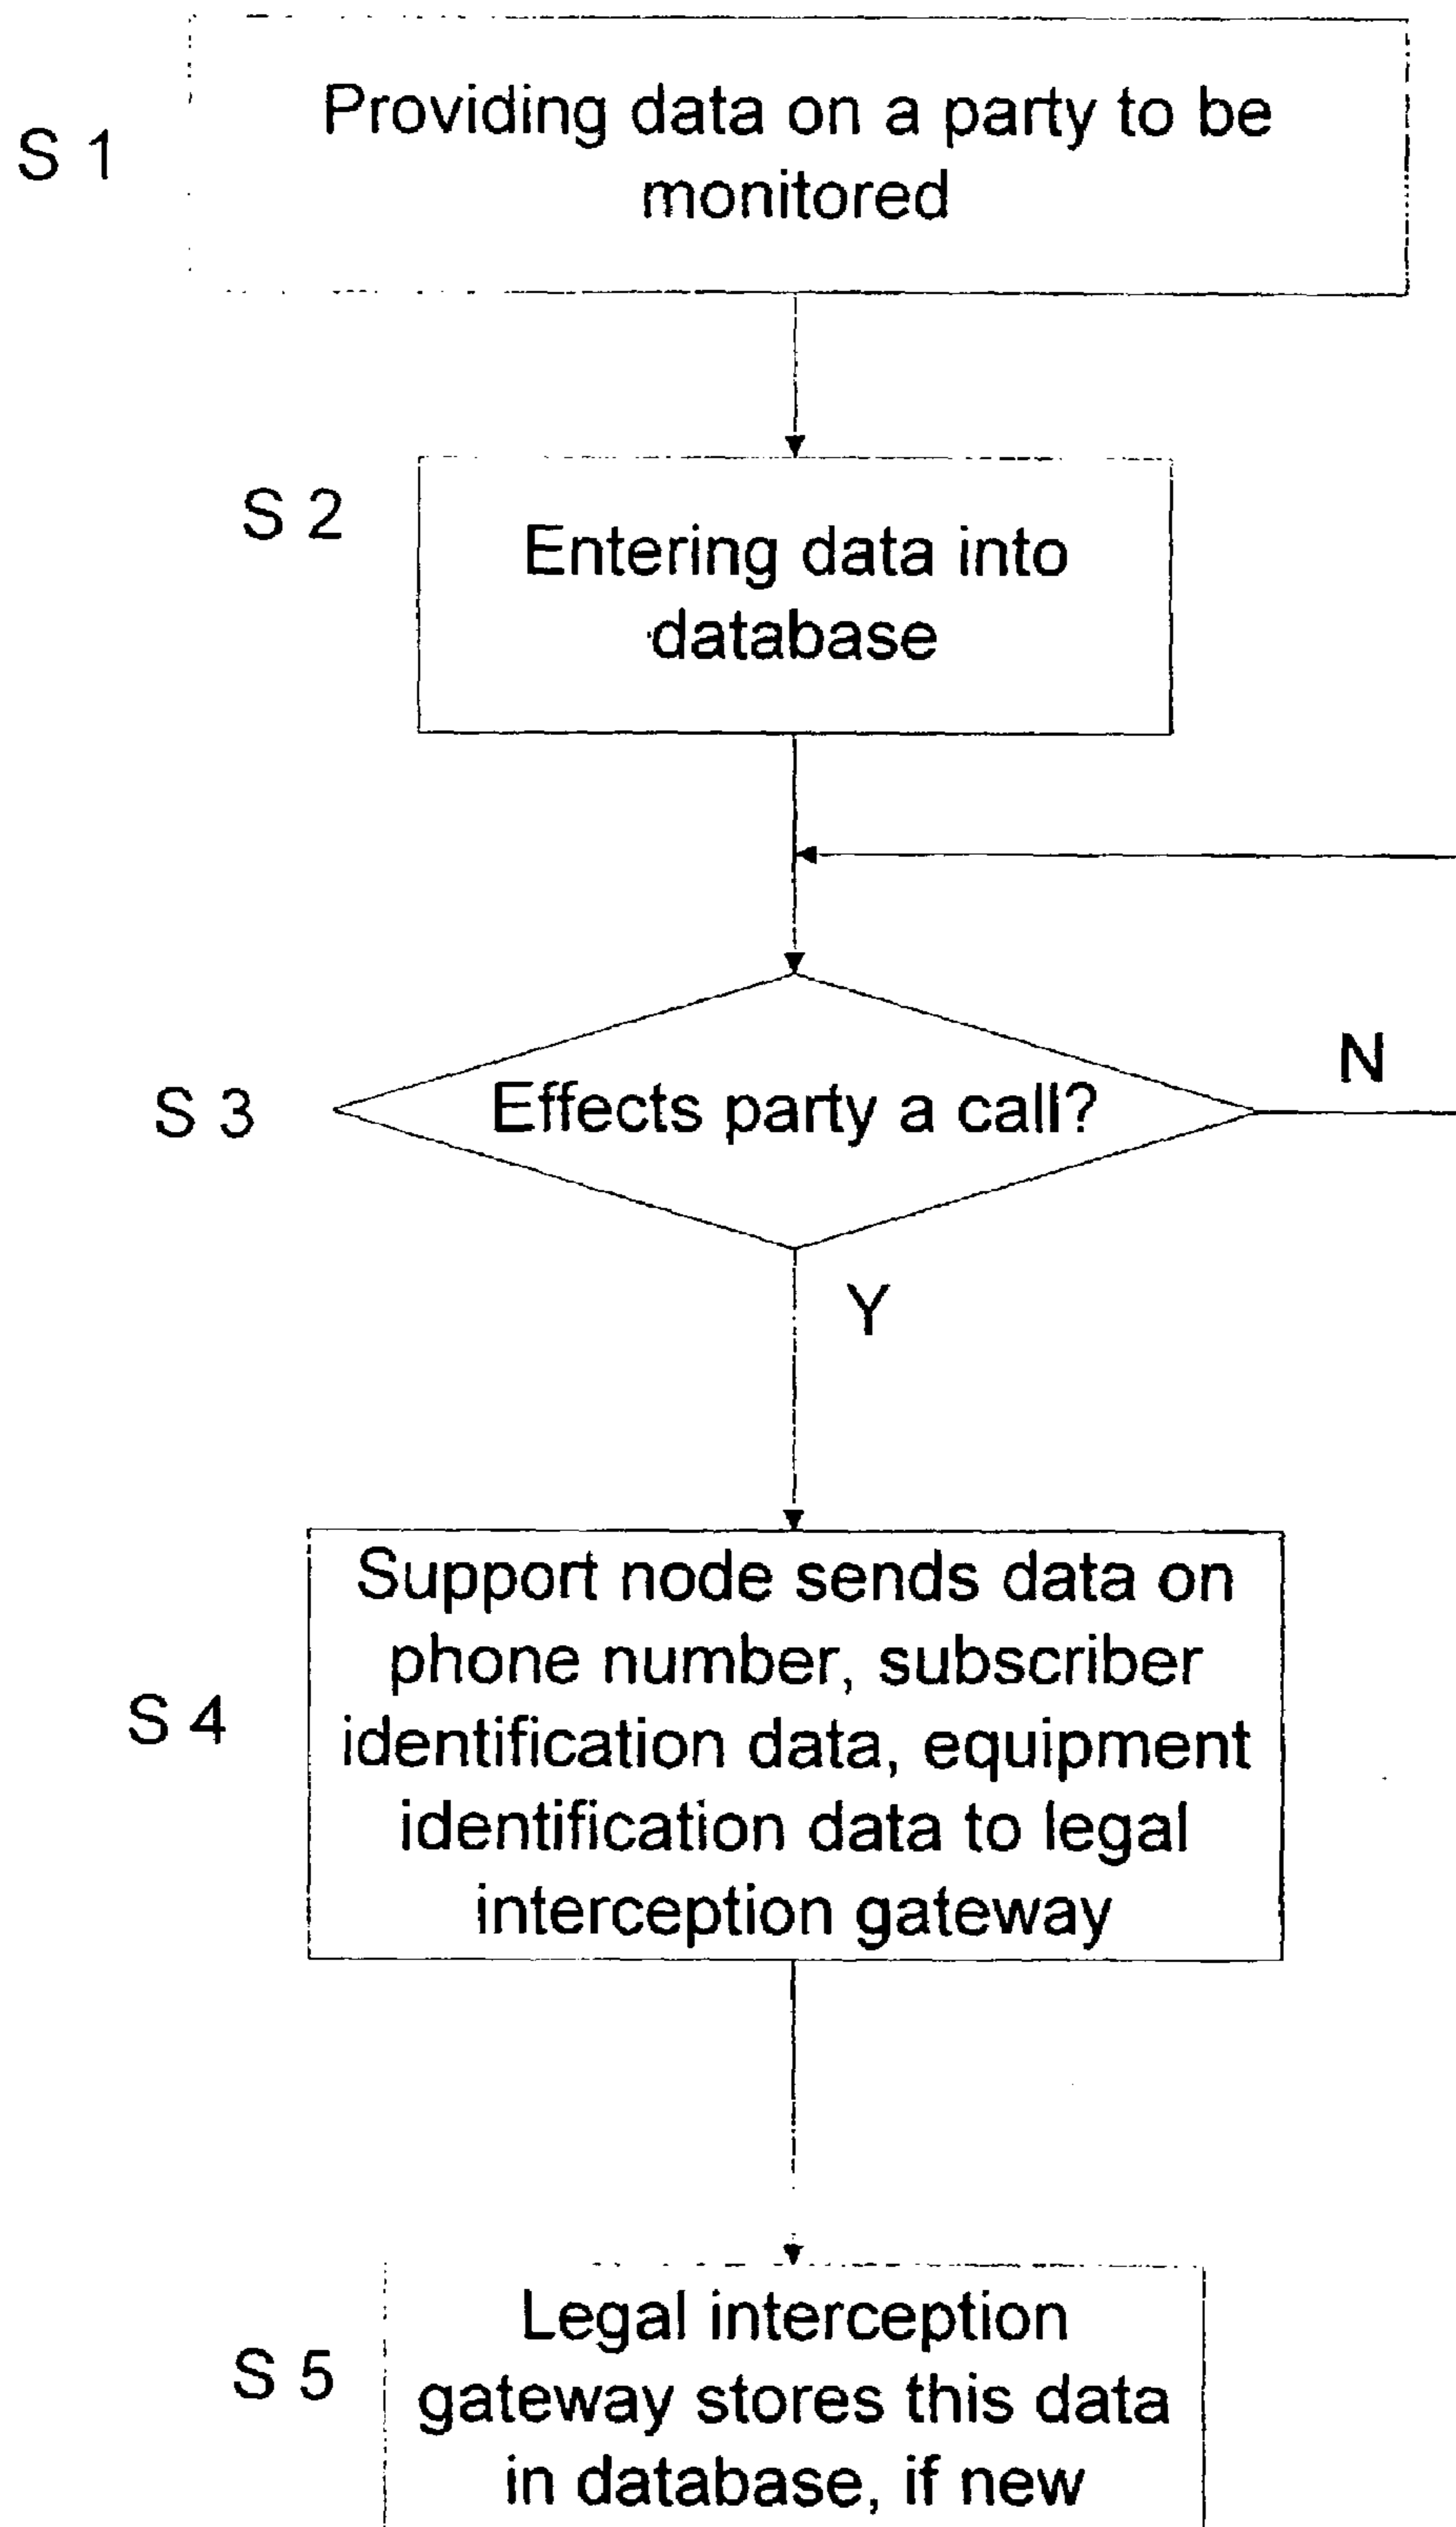 S 1
Providing data on a party to be
monitored
S 2
Entering data into
database
S 3
Effects party a call?
N
Y
S 4
Support node sends data on
phone number, subscriber
identification data, equipment
identification data to legal
interception gateway
S 5
Legal interception
gateway stores this data
in database, if new